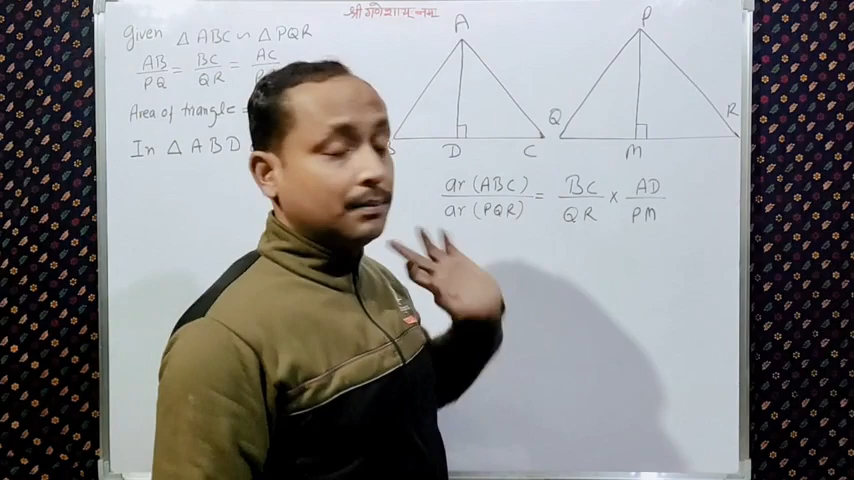 श्री गणेशाय नमः
Given △ABC ∼ △PQR
AB/PQ = BC/QR = AC/
Area of triangle =
In △ABD
A
D
C
P
Q
R
M
ar(ABC)/ar(PQR) = BC/QR × AD/PM